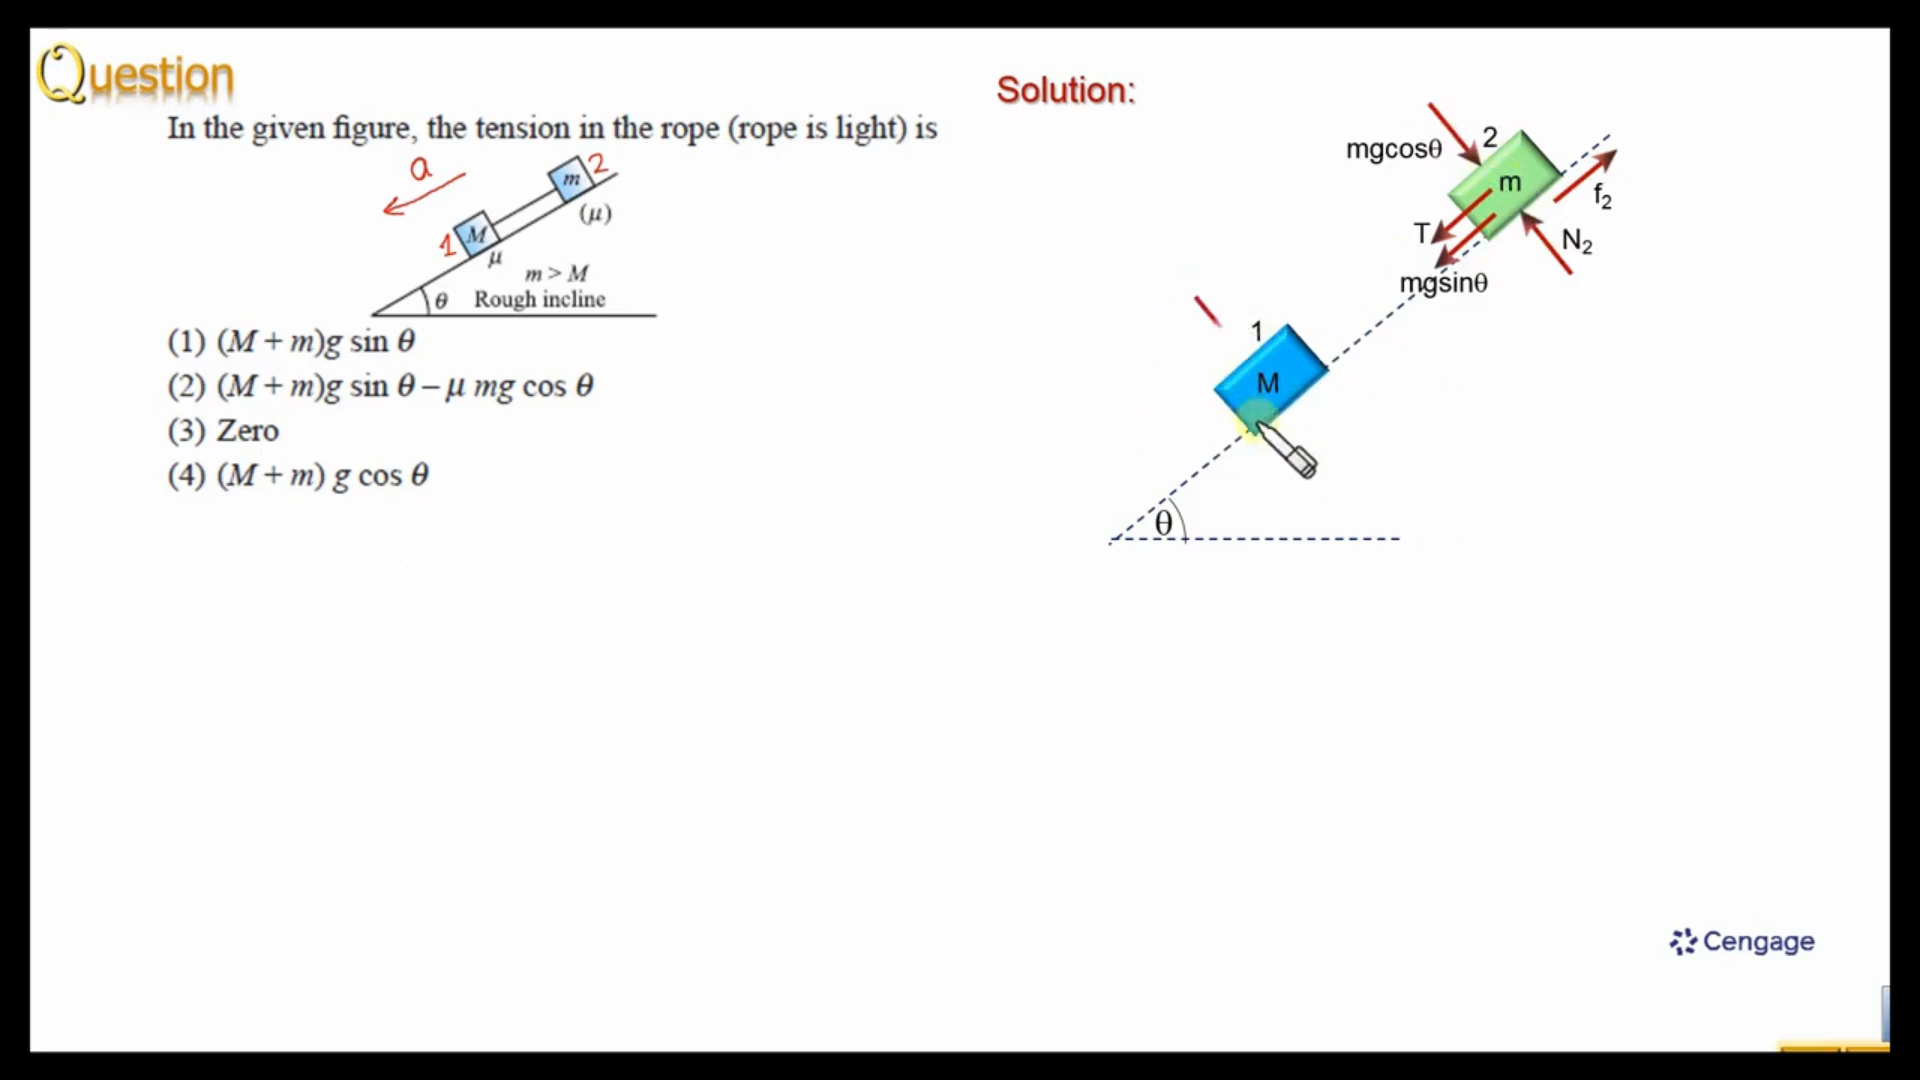 Question
In the given figure, the tension in the rope (rope is light) is
a
2
m
(μ)
1
M
μ
m > M
θ
Rough incline
(1) (M + m)g sin θ
(2) (M + m)g sin θ – μ mg cos θ
(3) Zero
(4) (M + m) g cos θ
Solution:
mgcosθ
2
m
f₂
T
N₂
mgsinθ
1
M
θ
Cengage